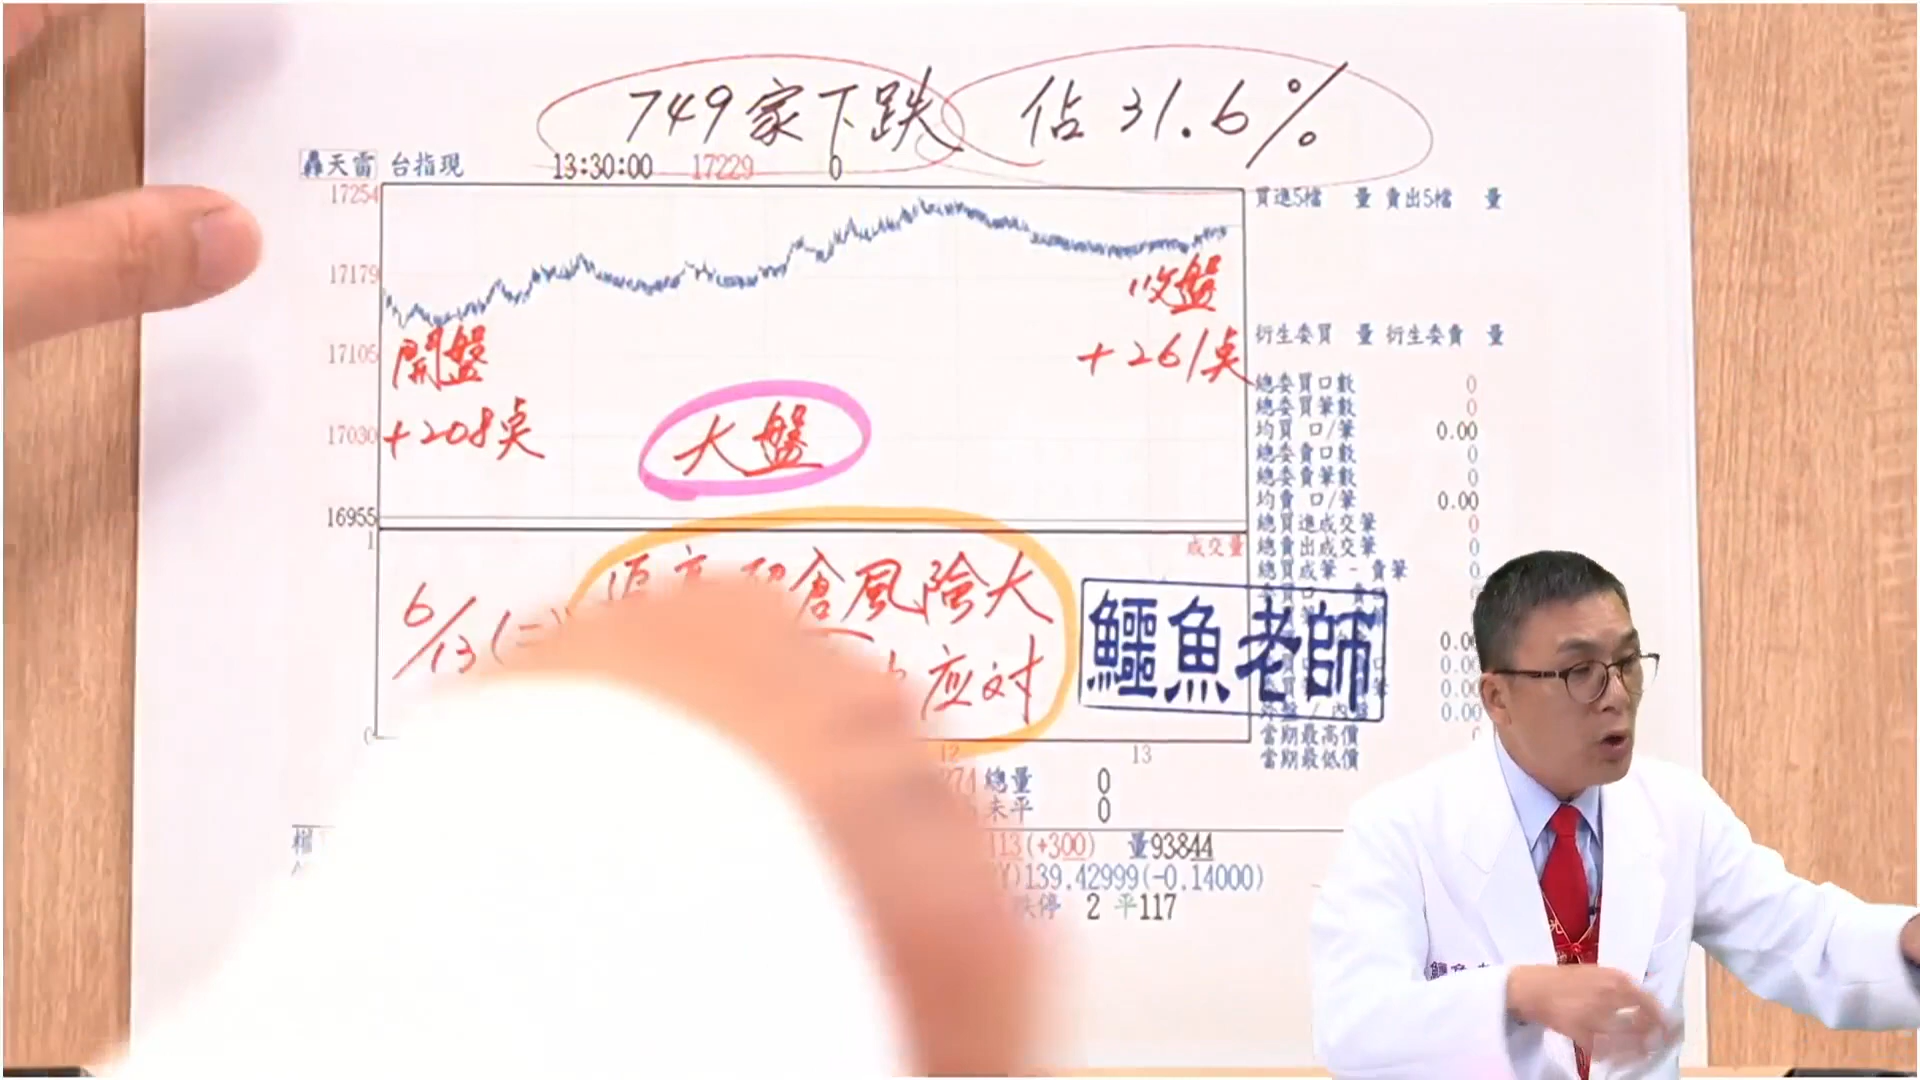 749家下跌 佔31.6%
轟天雷 台指現 13:30:00 17229 0
17254
買進5檔 量 賣出5檔 量
17179
收盤
17105
開盤
+261点
衍生委買 量 衍生委賣 量
總委買口數 0
總委買筆數 0
17030
+208点
大盤
均買 口/筆 0.00
總委賣口數 0
總委賣筆數 0
均賣 口/筆 0.00
16955
總買進成交筆 0
1
成交量
總賣出成交筆 0
總買成筆 - 賣筆 0
6/13(二)
倉風險大
應对
鱷魚老師
當期最高價
當期最低價
0
12 13
總量 0
未平 0
(+300) 量93844
139.42999(-0.14000)
跌停 2 平117